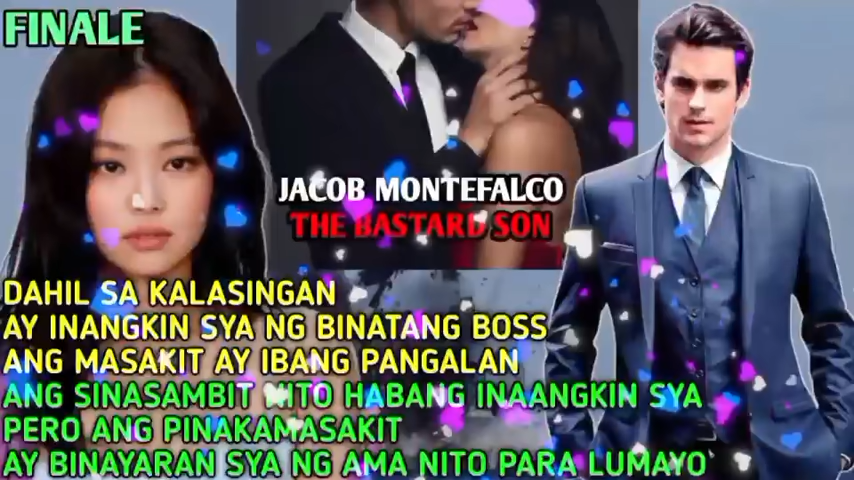 FINALE
JACOB MONTEFALCO
THE BASTARD SON
DAHIL SA KALASINGAN
AY INANGKIN SYA NG BINATANG BOSS
ANG MASAKIT AY IBANG PANGALAN
ANG SINASAMBIT NITO HABANG INAANGKIN SYA
PERO ANG PINAKAMASAKIT
AY BINAYARAN SYA NG AMA NITO PARA LUMAYO